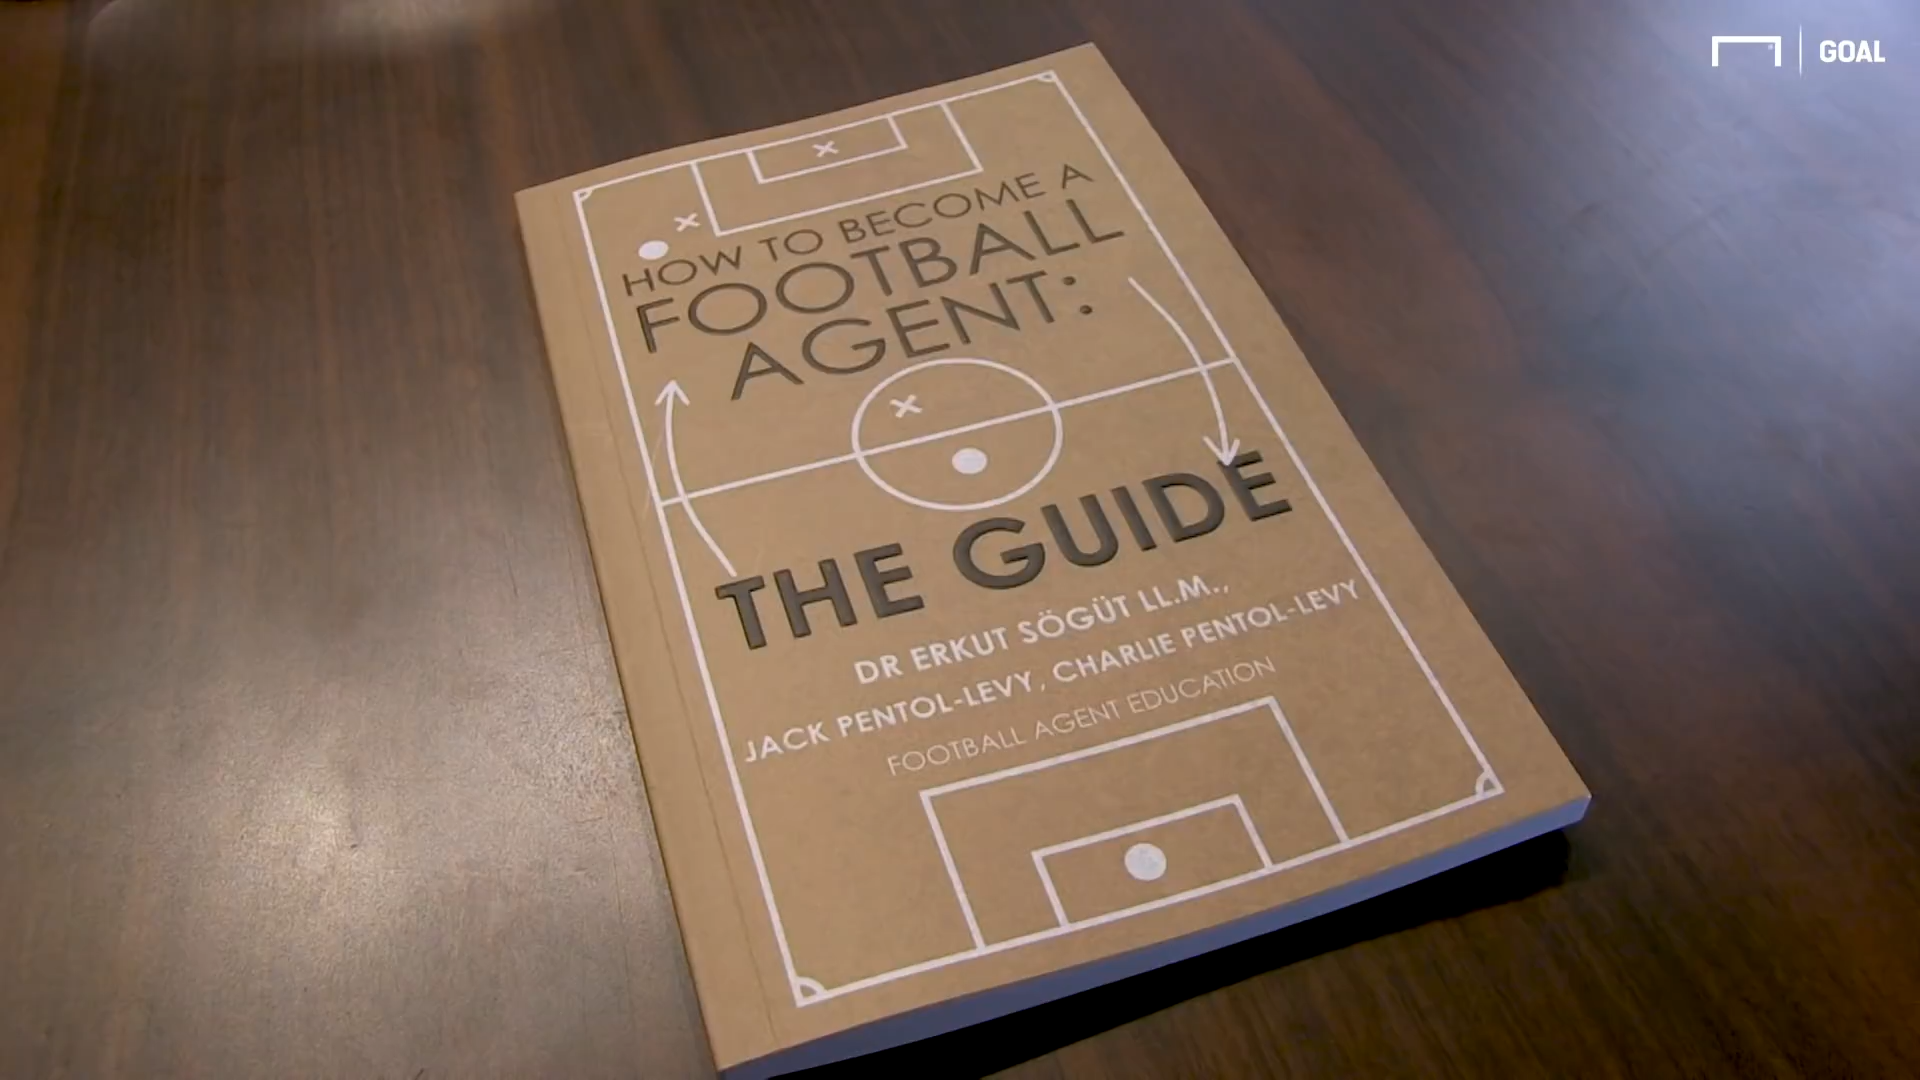 GOAL
HOW TO BECOME A
FOOTBALL
AGENT:
THE GUIDE
DR ERKUT SÖGÜT LL.M.,
JACK PENTOL-LEVY, CHARLIE PENTOL-LEVY
FOOTBALL AGENT EDUCATION